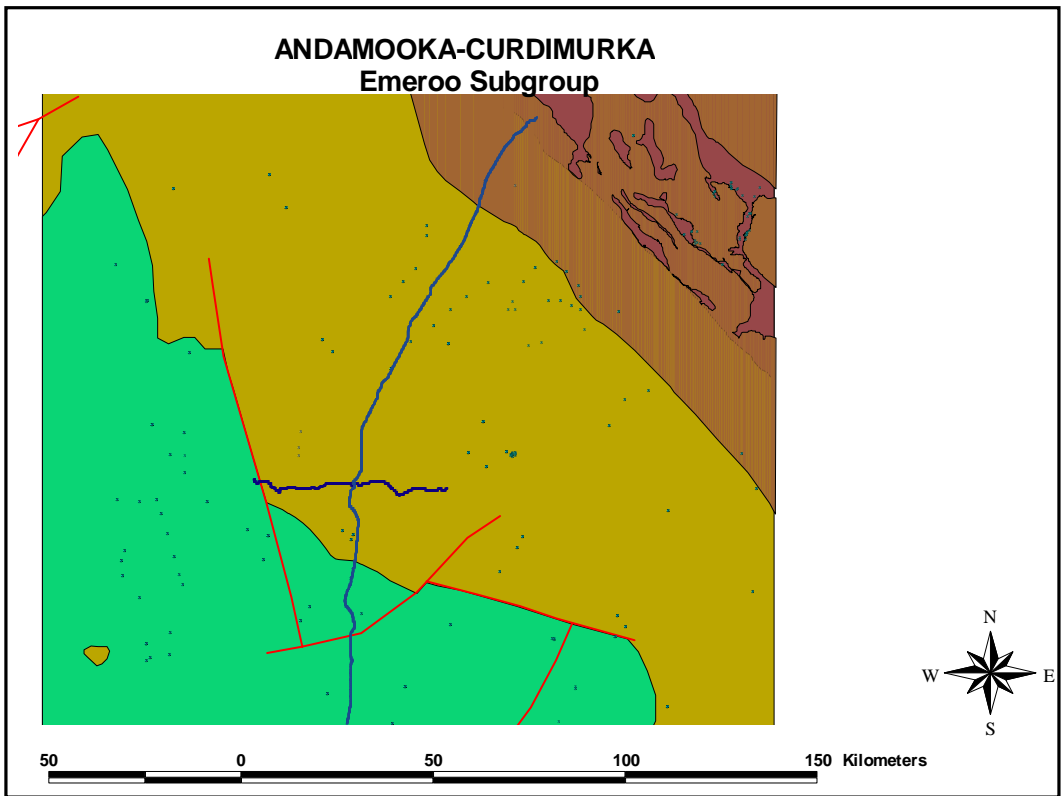 ANDAMOOKA-CURDIMURKA
Emeroo Subgroup
N
W E
S
50 0 50 100 150 Kilometers